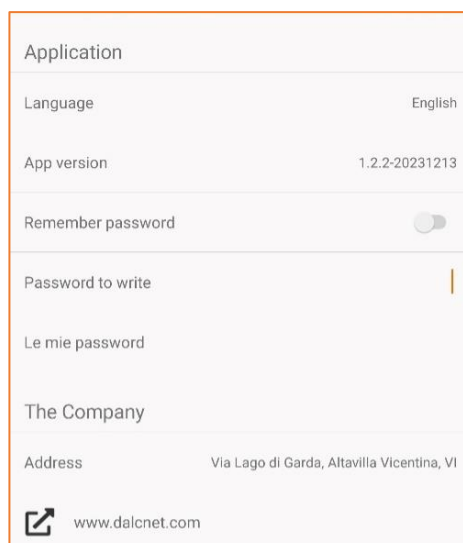 Application
Language English
App version 1.2.2-20231213
Remember password
Password to write
Le mie password
The Company
Address Via Lago di Garda, Altavilla Vicentina, VI
www.dalcnet.com